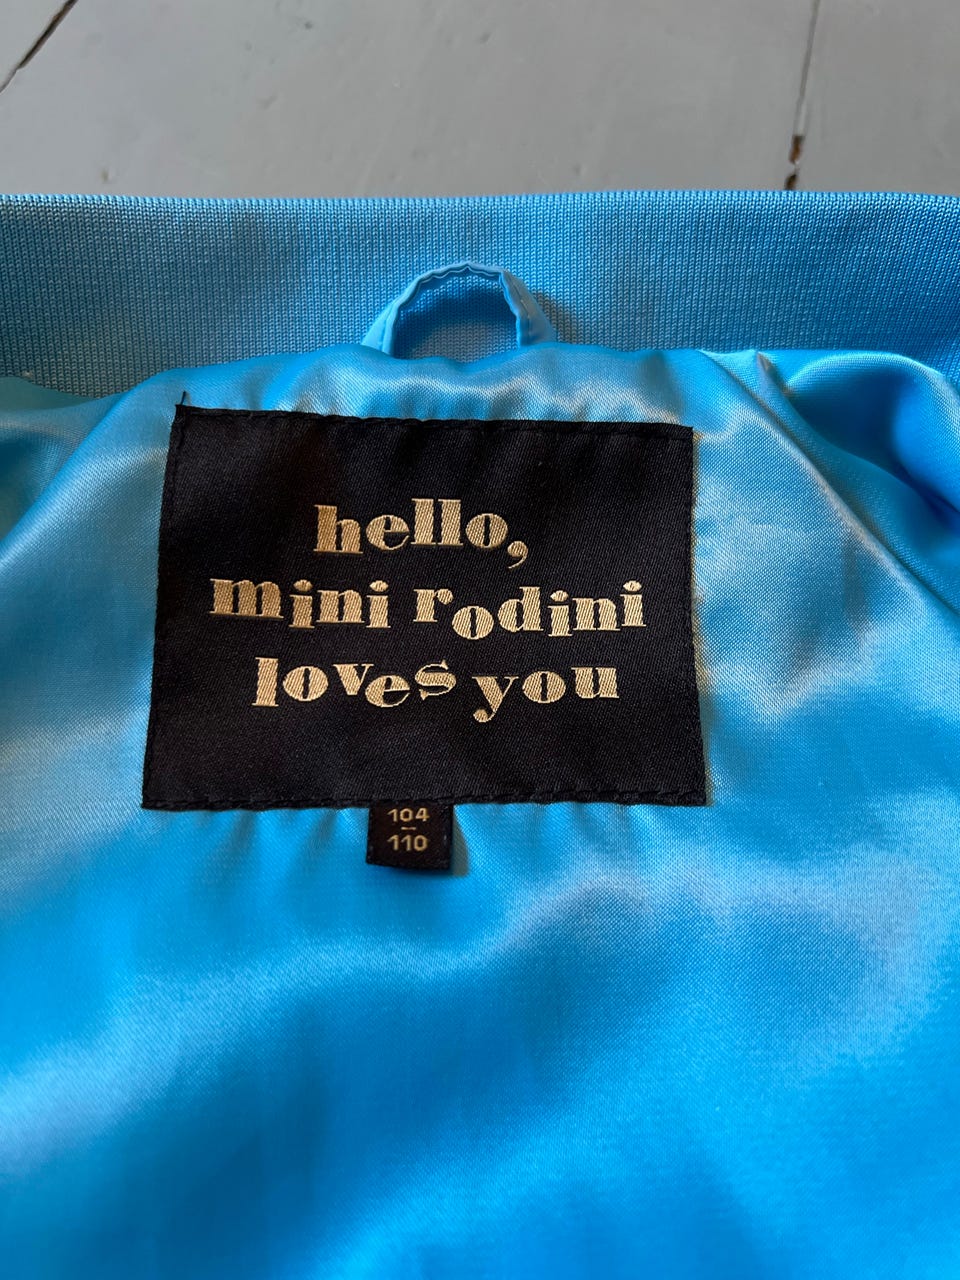 hello,
mini rodini
loves you
104
–
110